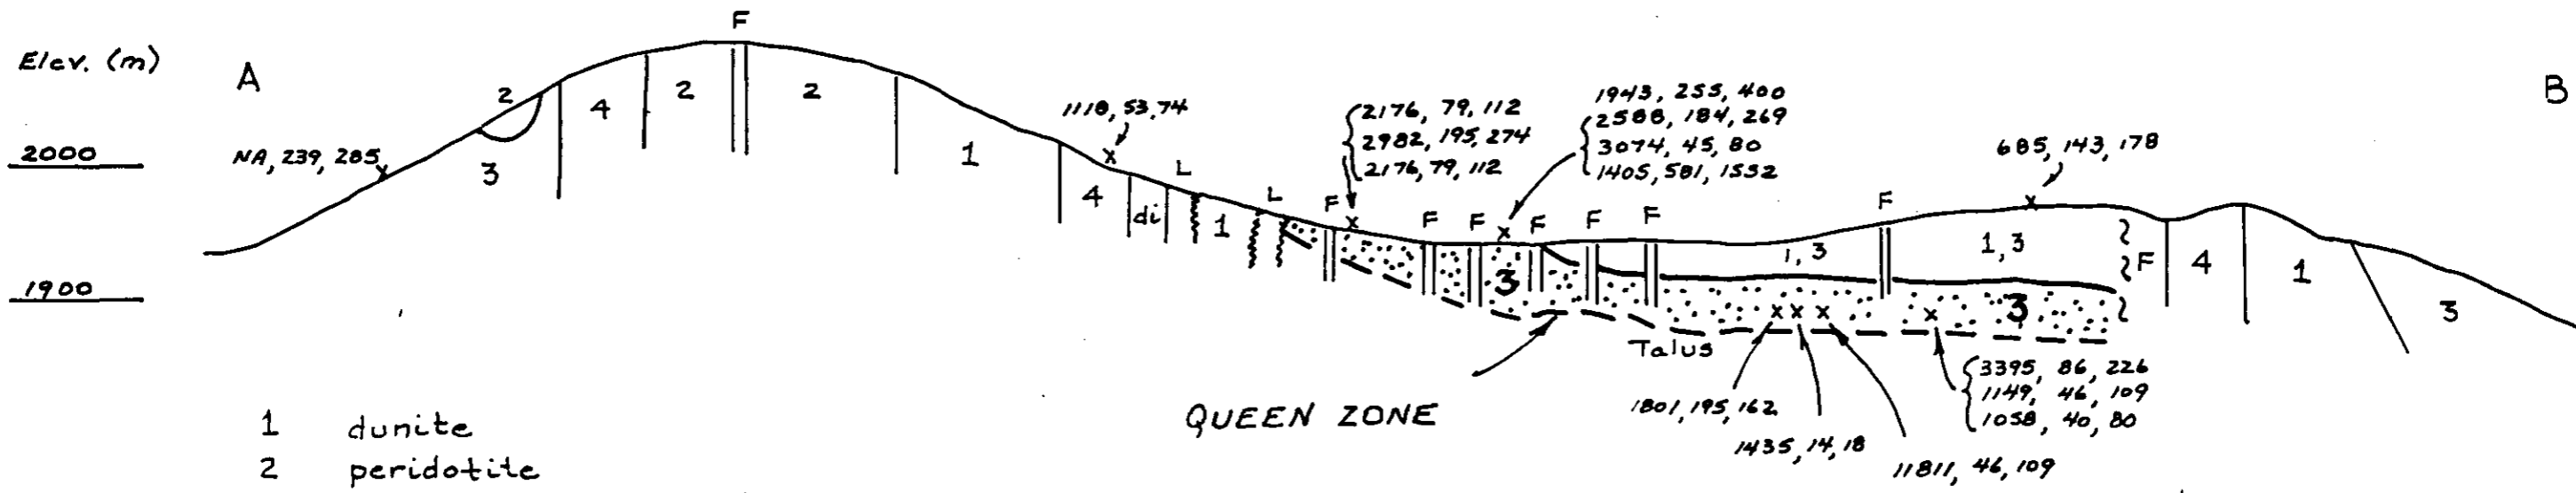 Elev. (m)
A
B
F
2
4
2
2
1118, 53, 74
2176, 79, 112
2982, 195, 274
2176, 79, 112
1943, 255, 400
2588, 184, 269
3074, 45, 80
1405, 581, 1532
685, 143, 178
2000
NA, 239, 285
3
1
4
di
L
1
L
F
F
F
F
F
F
F
1, 3
1, 3
F
4
1
3
1900
3
3
Talus
QUEEN ZONE
3395, 86, 226
1149, 46, 109
1058, 40, 80
1801, 195, 162
1435, 14, 18
11811, 46, 109
1 dunite
2 peridotite